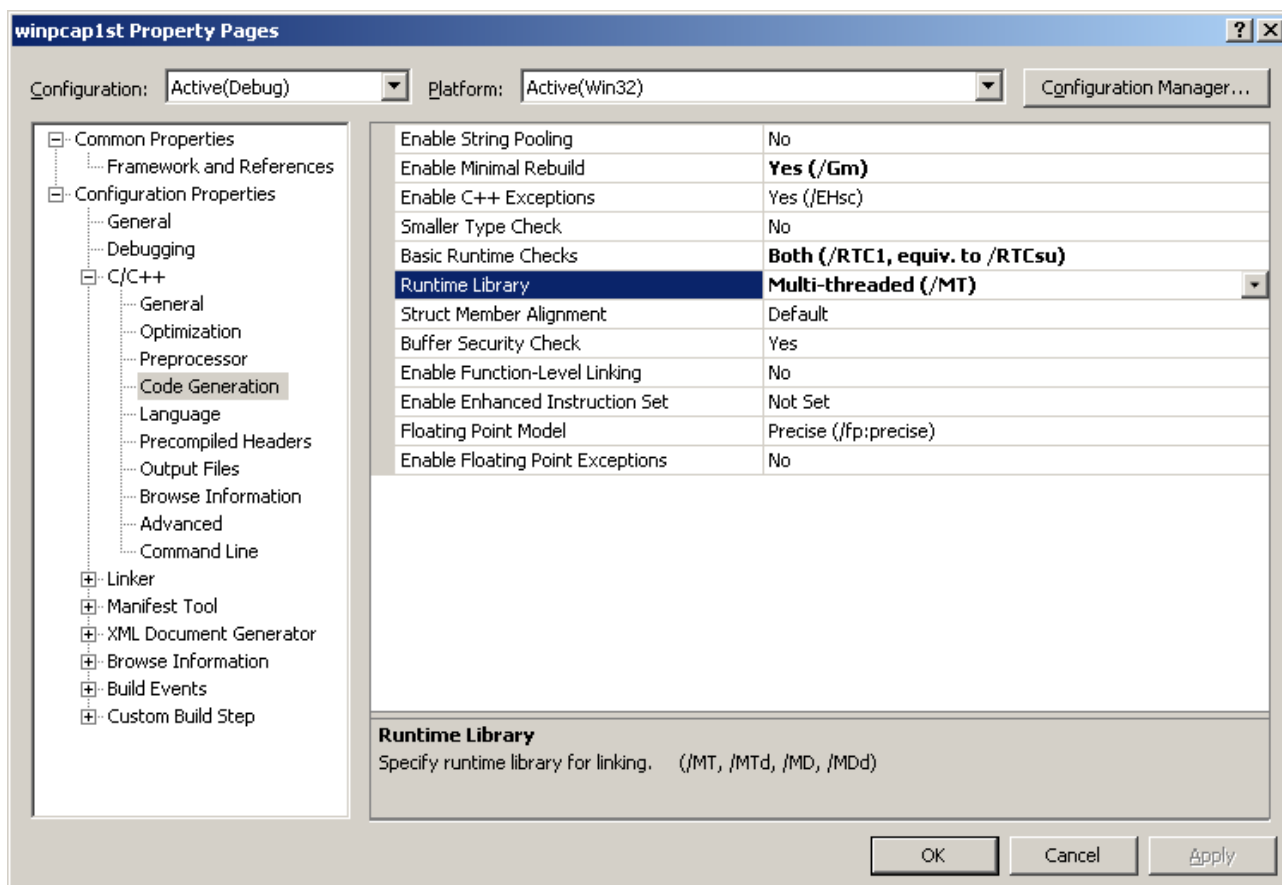 winpcap1st Property Pages
Configuration: Active(Debug) Platform: Active(Win32) Configuration Manager...
Common Properties
Framework and References
Configuration Properties
General
Debugging
C/C++
General
Optimization
Preprocessor
Code Generation
Language
Precompiled Headers
Output Files
Browse Information
Advanced
Command Line
Linker
Manifest Tool
XML Document Generator
Browse Information
Build Events
Custom Build Step
Enable String Pooling No
Enable Minimal Rebuild Yes (/Gm)
Enable C++ Exceptions Yes (/EHsc)
Smaller Type Check No
Basic Runtime Checks Both (/RTC1, equiv. to /RTCsu)
Runtime Library Multi-threaded (/MT)
Struct Member Alignment Default
Buffer Security Check Yes
Enable Function-Level Linking No
Enable Enhanced Instruction Set Not Set
Floating Point Model Precise (/fp:precise)
Enable Floating Point Exceptions No
Runtime Library
Specify runtime library for linking. (/MT, /MTd, /MD, /MDd)
OK Cancel Apply